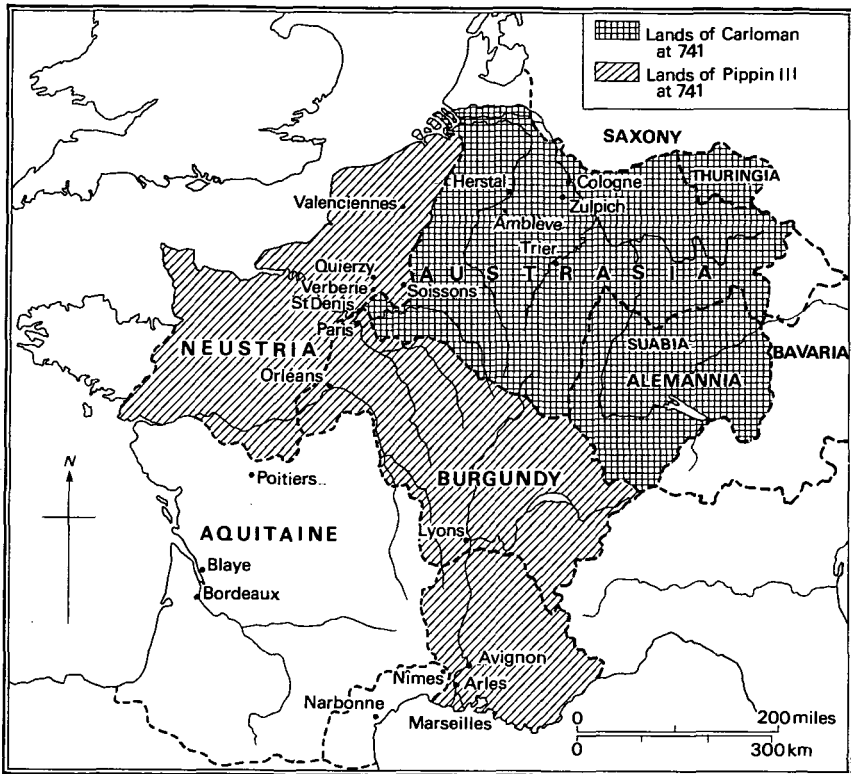 Lands of Carloman
at 741
Lands of Pippin III
at 741
SAXONY
THURINGIA
Herstal
Cologne
Zulpich
Valenciennes
Amblève
Trier
Quierzy
AUSTRASIA
Verberie
Soissons
St Denis
Paris
NEUSTRIA
SUABIA
BAVARIA
Orléans
ALEMANNIA
N
Poitiers..
BURGUNDY
AQUITAINE
Lyons
Blaye
Bordeaux
Avignon
Nîmes
Arles
Narbonne
Marseilles
0 200 miles
0 300 km